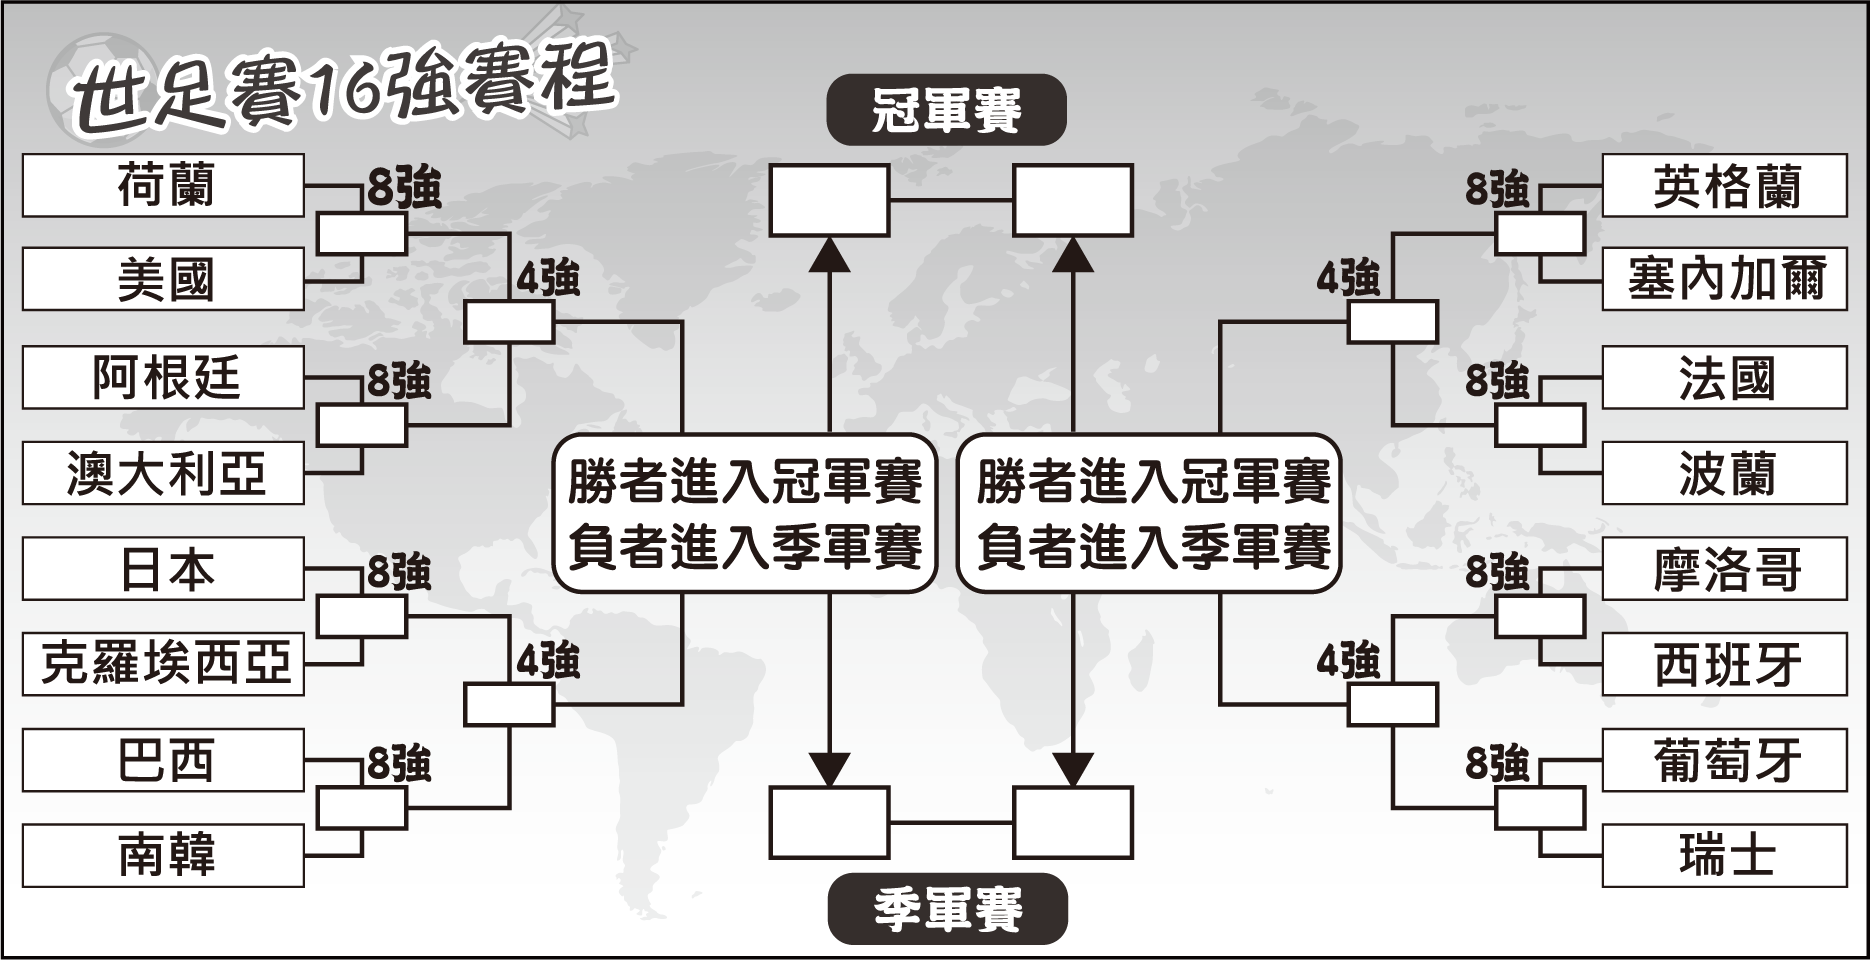 世足賽16強賽程
冠軍賽
荷蘭
8強
美國
4強
阿根廷
8強
澳大利亞
日本
8強
克羅埃西亞
4強
巴西
8強
南韓
勝者進入冠軍賽
負者進入季軍賽
勝者進入冠軍賽
負者進入季軍賽
英格蘭
8強
塞內加爾
4強
法國
8強
波蘭
摩洛哥
8強
西班牙
4強
葡萄牙
8強
瑞士
季軍賽